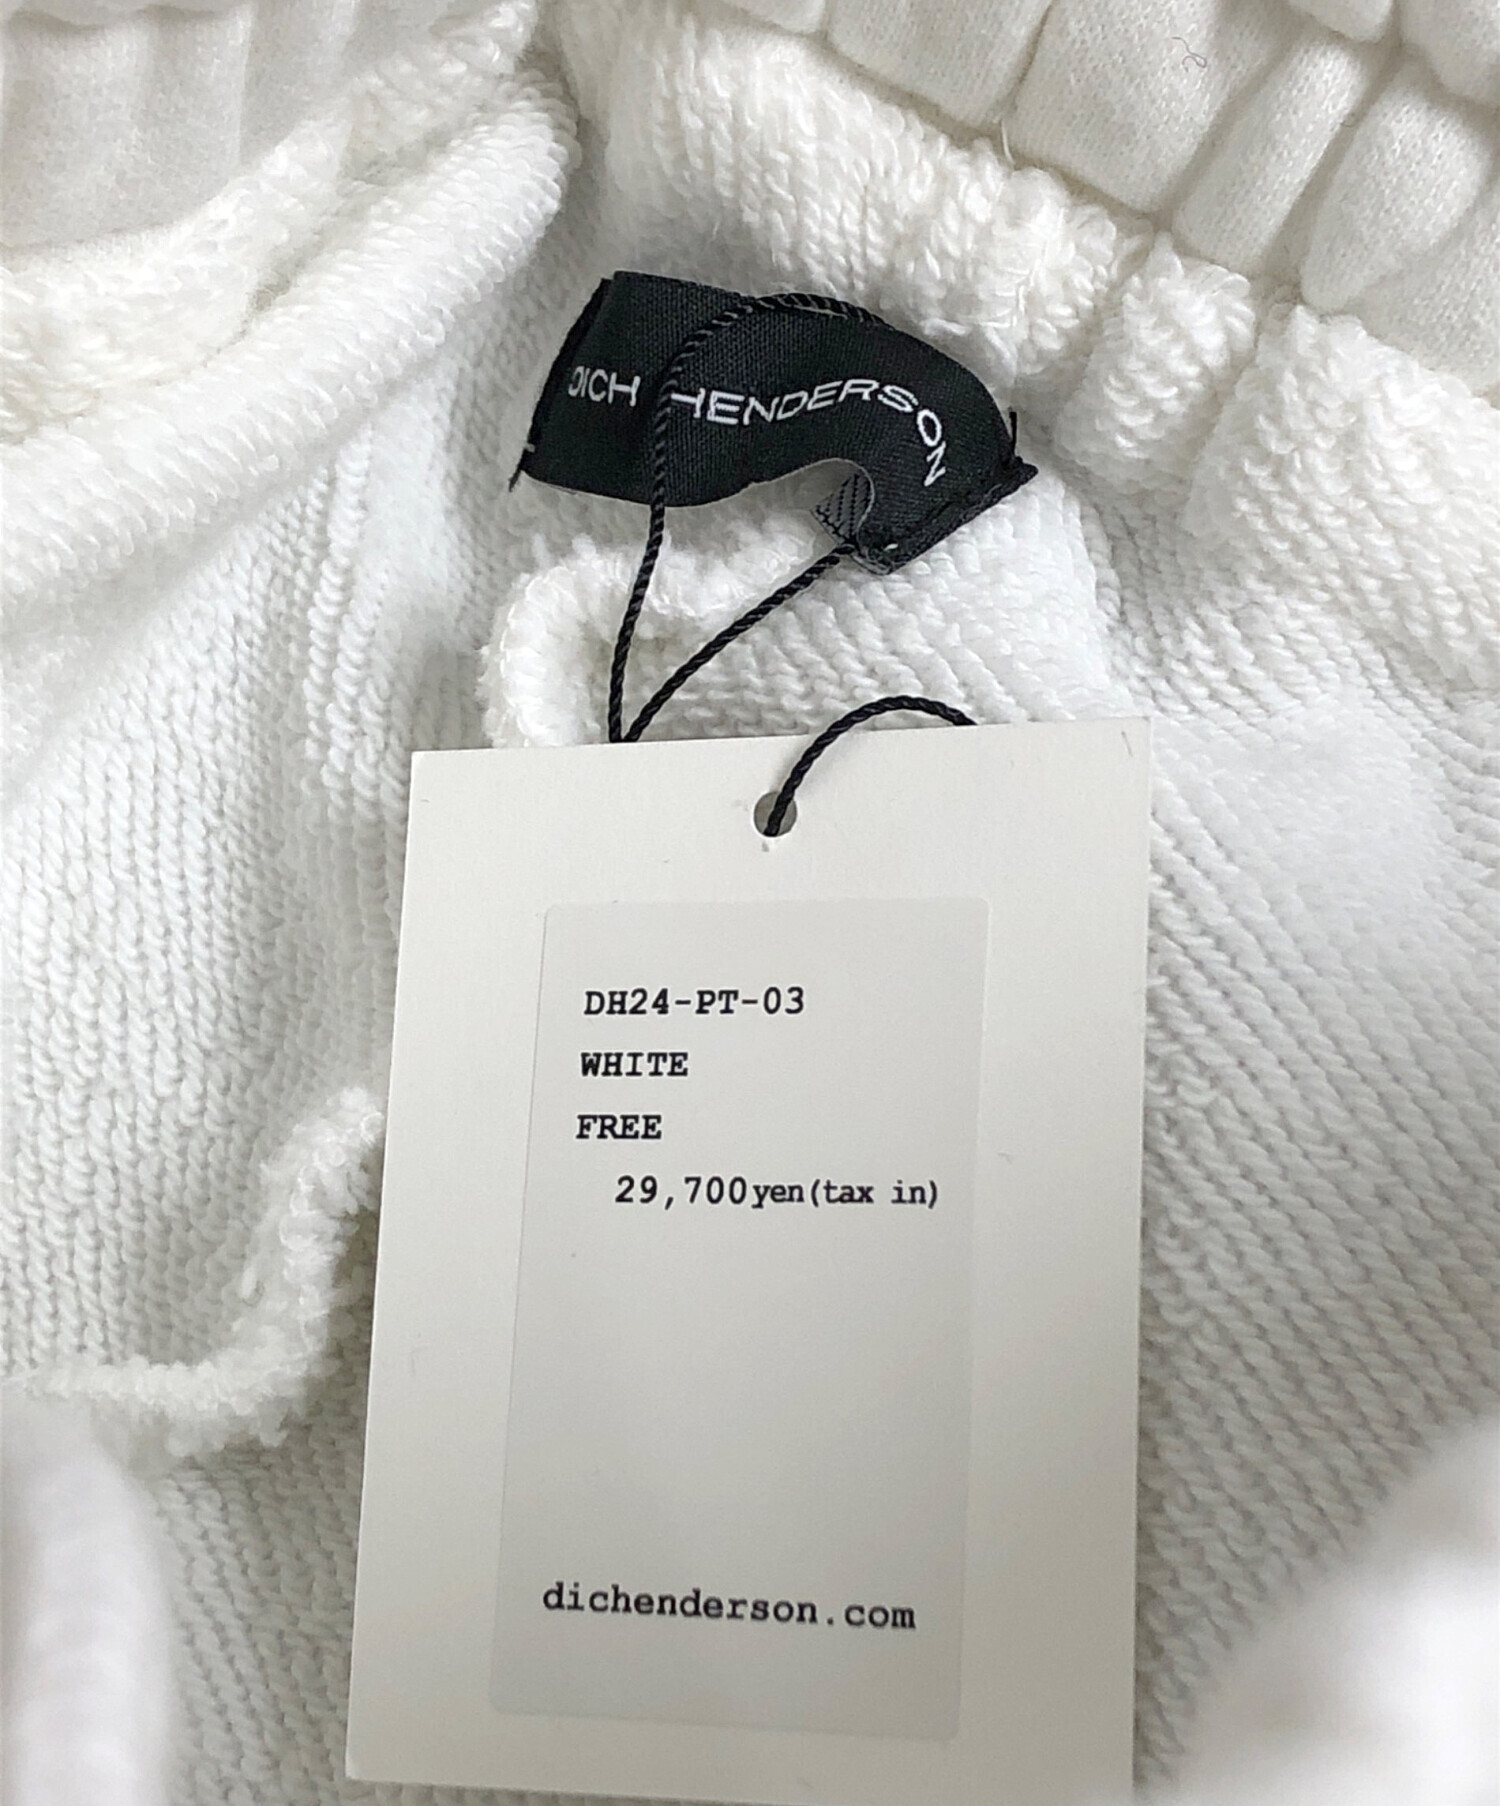 DICH HENDERSON
DH24-PT-03
WHITE
FREE
29,700yen(tax in)
dichenderson.com